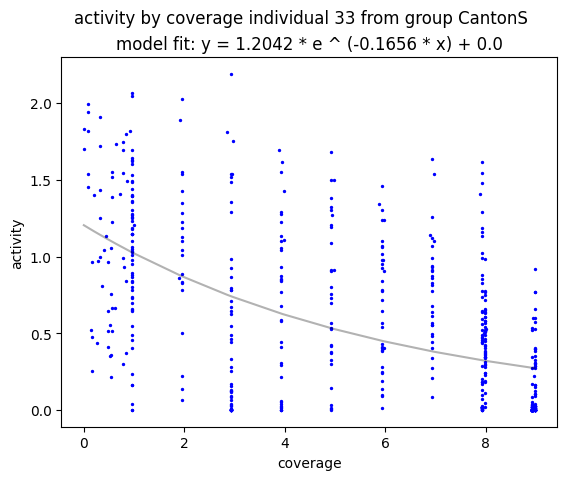 activity by coverage individual 33 from group CantonS
model fit: y = 1.2042 * e ^ (-0.1656 * x) + 0.0
2.0
1.5
1.0
0.5
0.0
activity
0 2 4 6 8
coverage